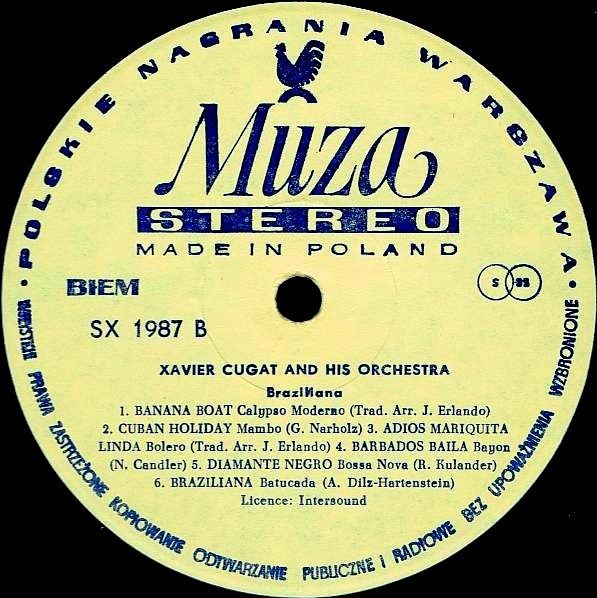 • POLSKIE NAGRANIA WARSZAWA •
Muza
STEREO
MADE IN POLAND
BIEM
S 33
SX 1987 B
XAVIER CUGAT AND HIS ORCHESTRA
BraziИana
1. BANANA BOAT Calypso Moderno (Trad. Arr. J. Erlando)
2. CUBAN HOLIDAY Mambo (G. Narholz) 3. ADIOS MARIQUITA
LINDA Bolero (Trad. Arr. J. Erlando) 4. BARBADOS BAILA Bayon
(N. Candler) 5. DIAMANTE NEGRO Bossa Nova (R. Kulander)
6. BRAZILIANA Batucada (A. Dilz-Hartenstein)
Licence: Intersound
WSZYSTKIE PRAWA ZASTRZEŻONE KOPIOWANIE ODTWARZANIE PUBLICZNE i RADIOWE BEZ UPOWAŻNIENIA WZBRONIONE